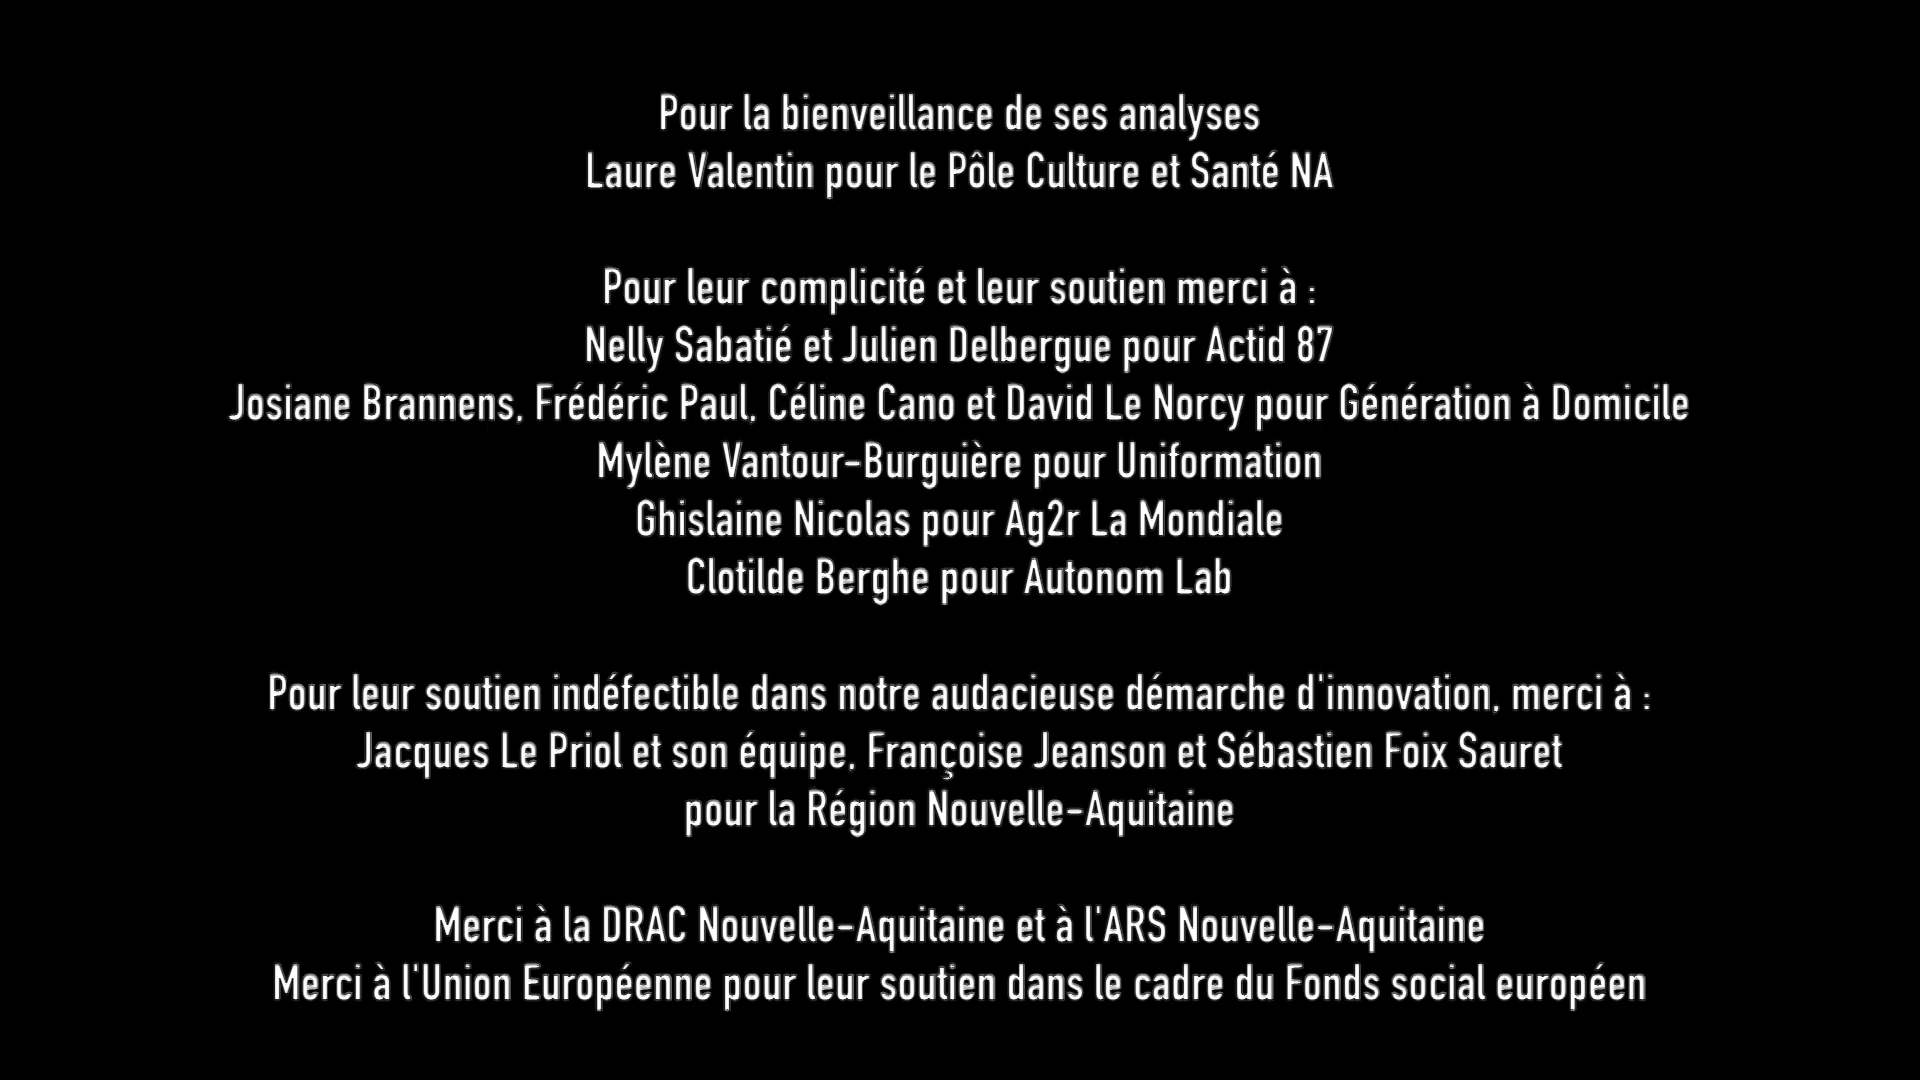 Pour la bienveillance de ses analyses
Laure Valentin pour le Pôle Culture et Santé NA
Pour leur complicité et leur soutien merci à :
Nelly Sabatié et Julien Delbergue pour Actid 87
Josiane Brannens, Frédéric Paul, Céline Cano et David Le Norcy pour Génération à Domicile
Mylène Vantour-Burguière pour Uniformation
Ghislaine Nicolas pour Ag2r La Mondiale
Clotilde Berghe pour Autonom Lab
Pour leur soutien indéfectible dans notre audacieuse démarche d'innovation, merci à :
Jacques Le Priol et son équipe, Françoise Jeanson et Sébastien Foix Sauret
pour la Région Nouvelle-Aquitaine
Merci à la DRAC Nouvelle-Aquitaine et à l'ARS Nouvelle-Aquitaine
Merci à l'Union Européenne pour leur soutien dans le cadre du Fonds social européen